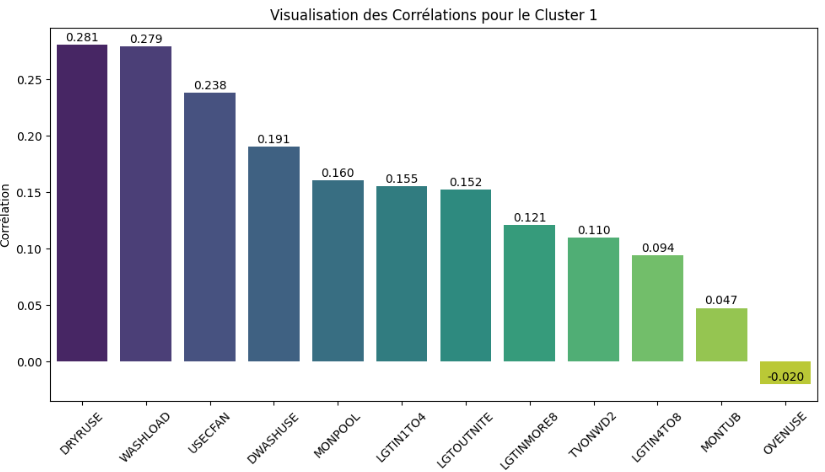 Visualisation des Corrélations pour le Cluster 1
Corrélation
0.25
0.20
0.15
0.10
0.05
0.00
0.281
0.279
0.238
0.191
0.160
0.155
0.152
0.121
0.110
0.094
0.047
-0.020
DRYRUSE
WASHLOAD
USECFAN
DWASHUSE
MONPOOL
LGTIN1TO4
LGTOUTNITE
LGTINMORE8
TVONWD2
LGTIN4TO8
MONTUB
OVENUSE